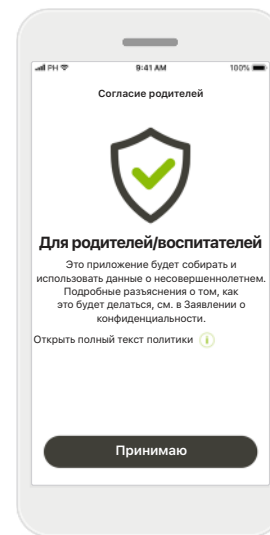 PH 9:41 AM 100%
Согласие родителей
Для родителей/воспитателей
Это приложение будет собирать и
использовать данные о несовершеннолетнем.
Подробные разъяснения о том, как
это будет делаться, см. в Заявлении о
конфиденциальности.
Открыть полный текст политики i
Принимаю